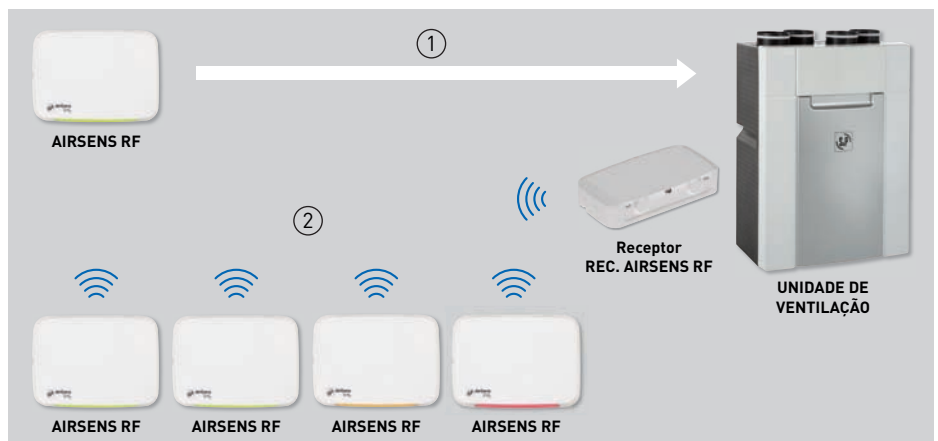 ①
AIRSENS RF
②
Receptor
REC. AIRSENS RF
UNIDADE DE
VENTILAÇÃO
AIRSENS RF
AIRSENS RF
AIRSENS RF
AIRSENS RF